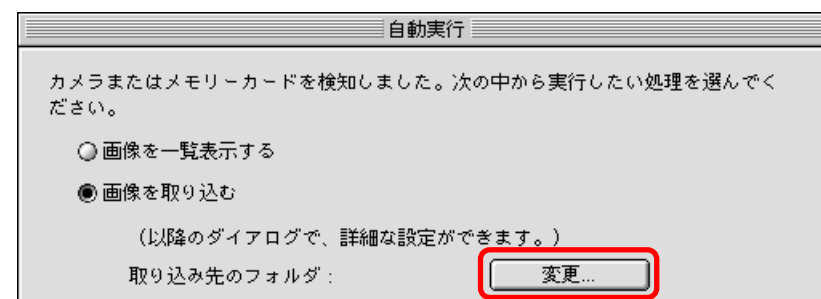 自動実行
カメラまたはメモリーカードを検知しました。次の中から実行したい処理を選んでく
ださい。
画像を一覧表示する
画像を取り込む
(以降のダイアログで、詳細な設定ができます。)
取り込み先のフォルダ: 変更...